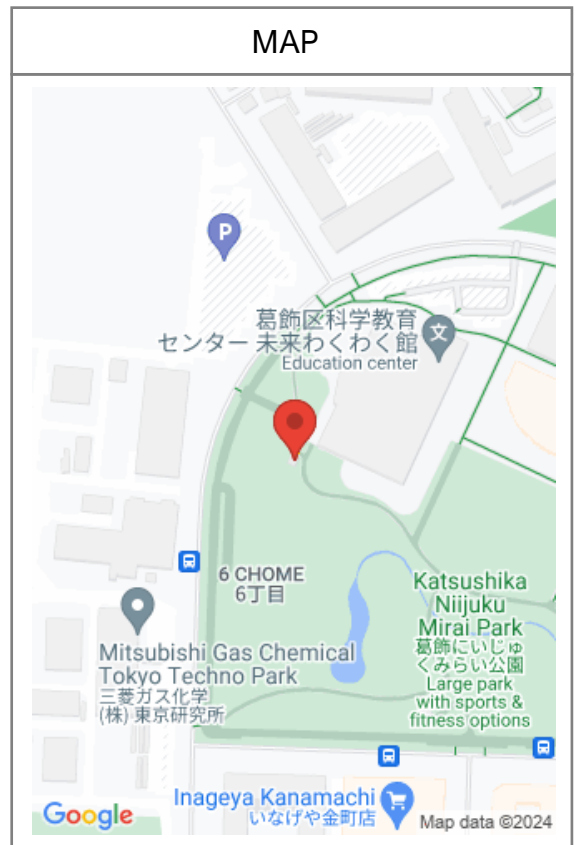 MAP
P
葛飾区科学教育
センター 未来わくわく館
Education center
文
6 CHOME
6丁目
Katsushika
Niijuku
Mirai Park
葛飾にいじゅ
くみらい公園
Large park
with sports &
fitness options
Mitsubishi Gas Chemical
Tokyo Techno Park
三菱ガス化学
(株) 東京研究所
Inageya Kanamachi
いなげや金町店
Google
Map data ©2024